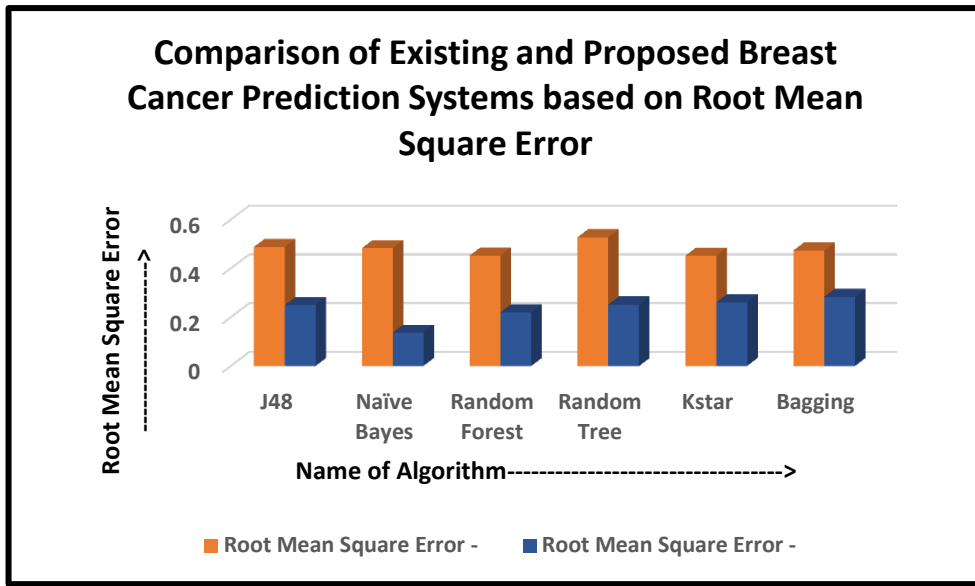 Comparison of Existing and Proposed Breast
Cancer Prediction Systems based on Root Mean
Square Error
Root Mean Square Error
---------------------->
0.6
0.4
0.2
0
J48
Naïve
Bayes
Random
Forest
Random
Tree
Kstar
Bagging
Name of Algorithm----------------------------------->
Root Mean Square Error -
Root Mean Square Error -